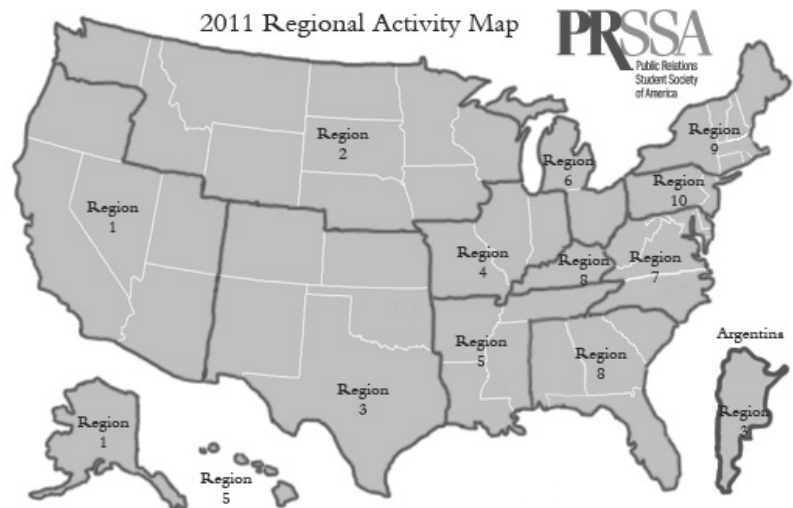 2011 Regional Activity Map
PRSSA
Public Relations
Student Society
of America
Region
2
Region
9
Region
6
Region
10
Region
1
Region
4
Region
8
Region
7
Region
5
Region
8
Argentina
Region
3
Region
3
Region
1
Region
5